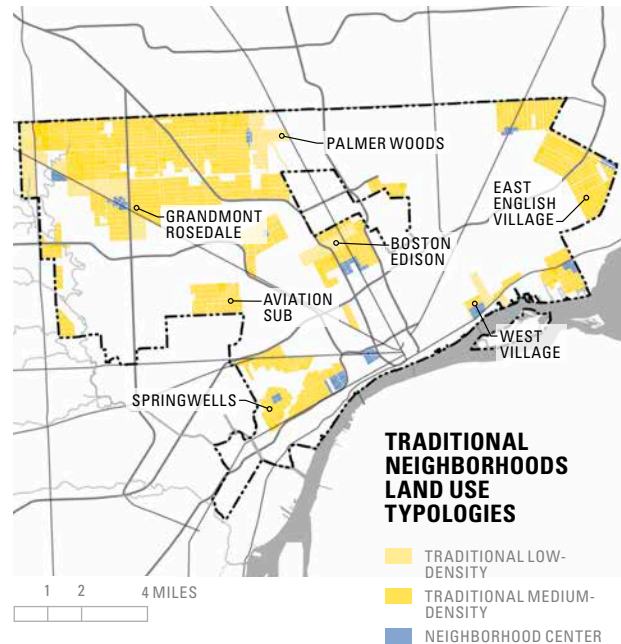 PALMER WOODS
EAST
ENGLISH
VILLAGE
GRANDMONT
ROSEDALE
BOSTON
EDISON
AVIATION
SUB
WEST
VILLAGE
SPRINGWELLS
TRADITIONAL
NEIGHBORHOODS
LAND USE
TYPOLOGIES
TRADITIONAL LOW-
DENSITY
1 2 4 MILES
TRADITIONAL MEDIUM-
DENSITY
NEIGHBORHOOD CENTER